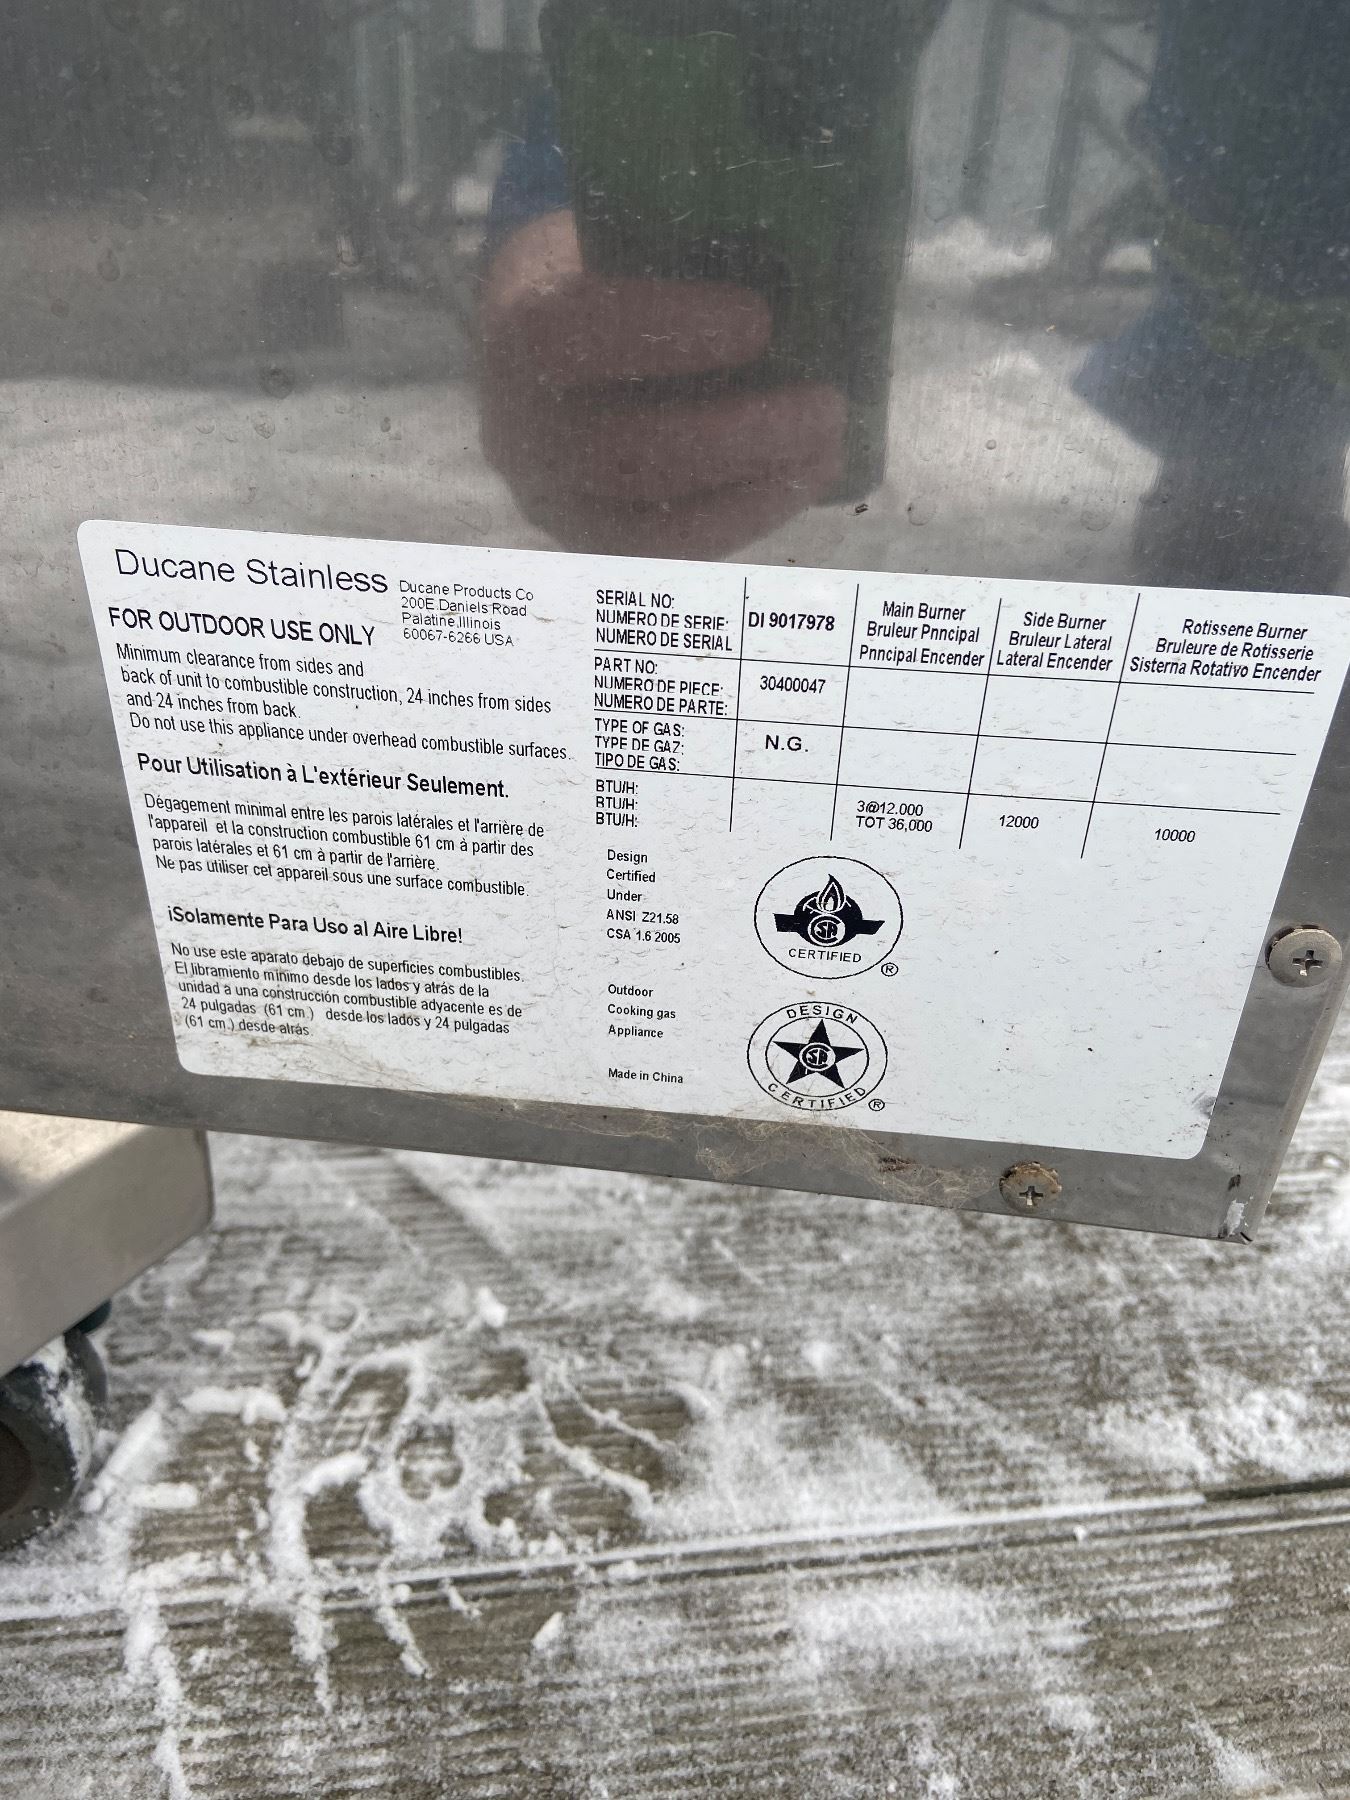 Ducane Stainless
Ducane Products Co
200E.Daniels Road
Palatine,Illinois
60067-6266 USA
FOR OUTDOOR USE ONLY
Minimum clearance from sides and
back of unit to combustible construction, 24 inches from sides
and 24 inches from back.
Do not use this appliance under overhead combustible surfaces.
Pour Utilisation à L'extérieur Seulement.
Dégagement minimal entre les parois latérales et l'arrière de
l'appareil et la construction combustible 61 cm à partir des
parois latérales et 61 cm à partir de l'arrière.
Ne pas utiliser cet appareil sous une surface combustible.
¡Solamente Para Uso al Aire Libre!
No use este aparato debajo de superficies combustibles.
El libramiento mínimo desde los lados y atrás de la
unidad a una construcción combustible adyacente es de
24 pulgadas (61 cm.) desde los lados y 24 pulgadas
(61 cm.) desde atrás.
SERIAL NO:
NUMERO DE SERIE:
NUMERO DE SERIAL
DI 9017978
Main Burner
Bruleur Pnncipal
Pnncipal Encender
Side Burner
Bruleur Lateral
Lateral Encender
Rotissene Burner
Bruleure de Rotisserie
Sisterna Rotativo Encender
PART NO:
NUMERO DE PIECE:
NUMERO DE PARTE:
30400047
TYPE OF GAS:
TYPE DE GAZ:
TIPO DE GAS:
N.G.
BTU/H:
BTU/H:
BTU/H:
3@12.000
TOT 36,000
12000
10000
Design
Certified
Under
ANSI Z21.58
CSA 1.6 2005
SA
CERTIFIED
®
Outdoor
Cooking gas
Appliance
Made in China
DESIGN
SA
CERTIFIED
®